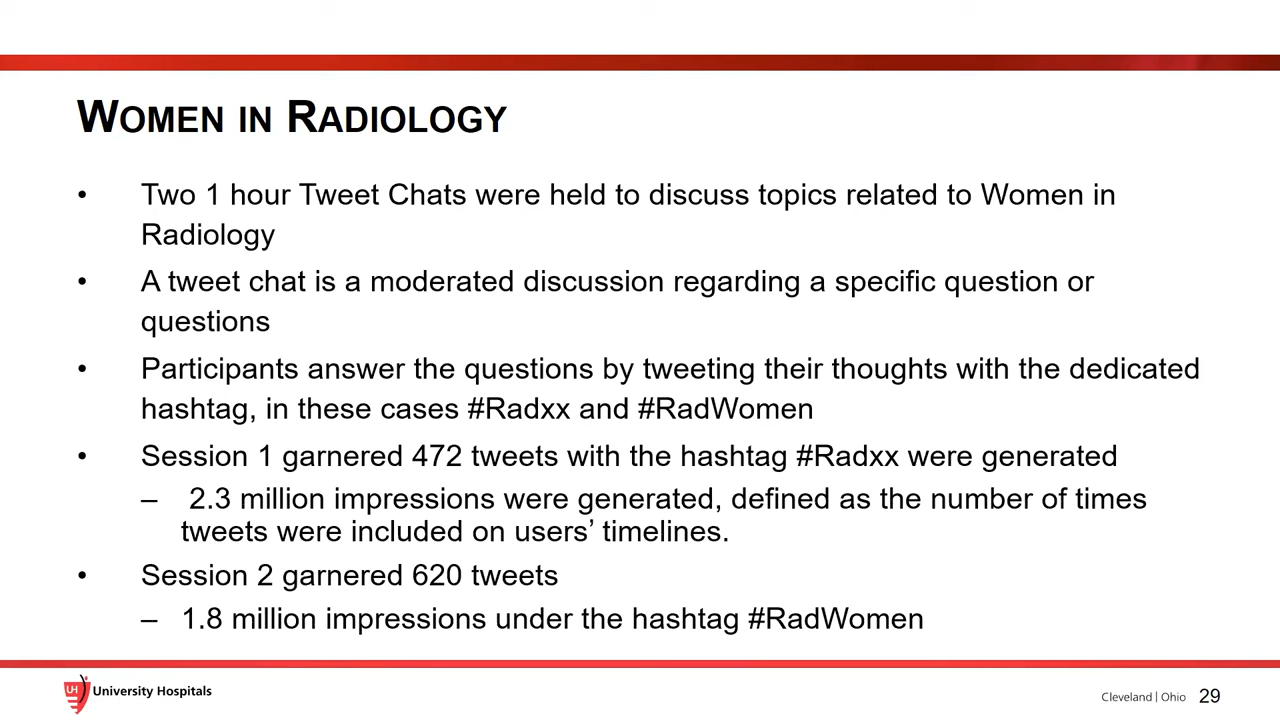 WOMEN IN RADIOLOGY
• Two 1 hour Tweet Chats were held to discuss topics related to Women in
Radiology
• A tweet chat is a moderated discussion regarding a specific question or
questions
• Participants answer the questions by tweeting their thoughts with the dedicated
hashtag, in these cases #Radxx and #RadWomen
• Session 1 garnered 472 tweets with the hashtag #Radxx were generated
– 2.3 million impressions were generated, defined as the number of times
tweets were included on users’ timelines.
• Session 2 garnered 620 tweets
– 1.8 million impressions under the hashtag #RadWomen
UH University Hospitals
Cleveland | Ohio 29